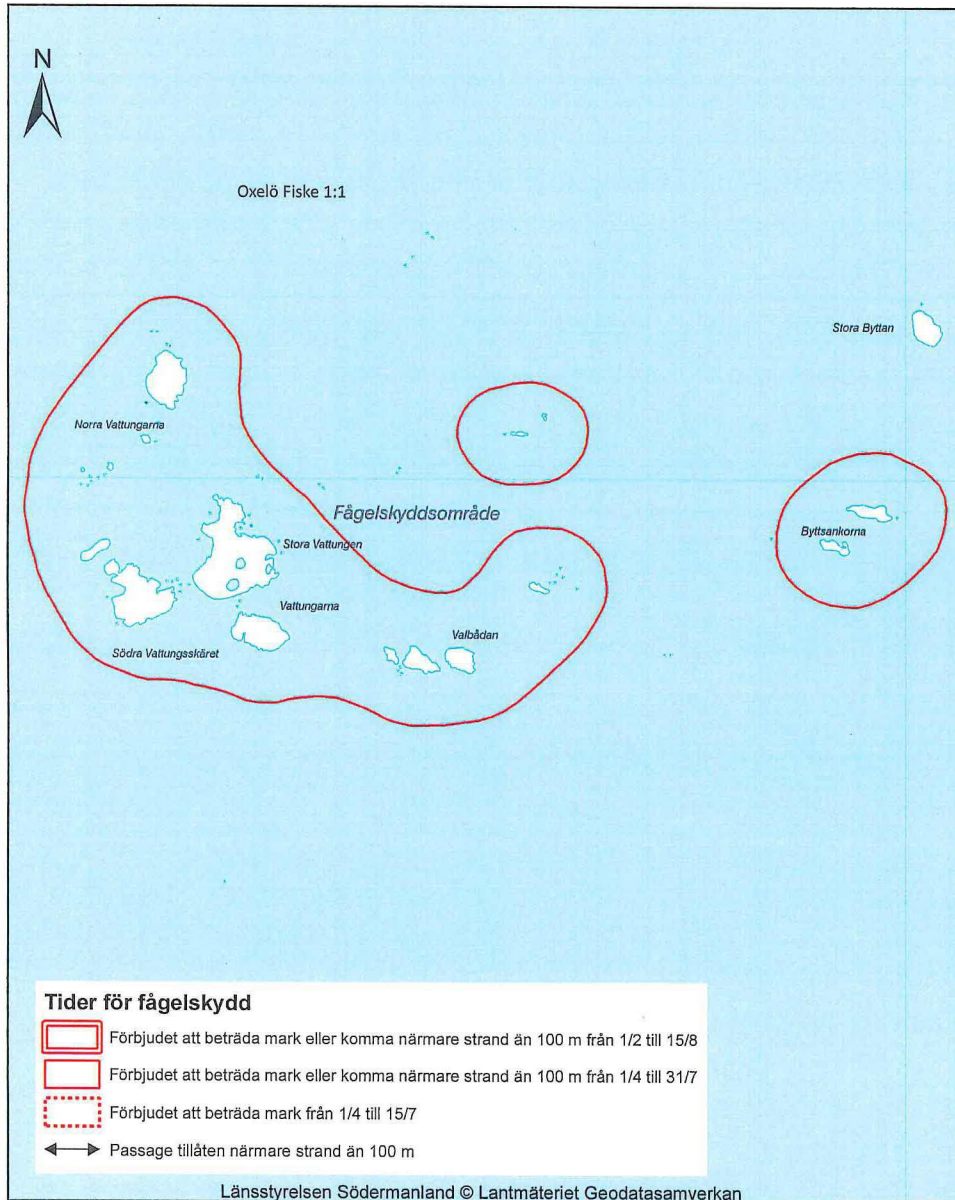 N
Oxelö Fiske 1:1
Stora Byttan
Norra Vattungarna
Fågelskyddsområde
Byttsankorna
Stora Vattungen
Vattungarna
Valbådan
Södra Vattungsskäret
Tider för fågelskydd
Förbjudet att beträda mark eller komma närmare strand än 100 m från 1/2 till 15/8
Förbjudet att beträda mark eller komma närmare strand än 100 m från 1/4 till 31/7
Förbjudet att beträda mark från 1/4 till 15/7
Passage tillåten närmare strand än 100 m
Länsstyrelsen Södermanland © Lantmäteriet Geodatasamverkan